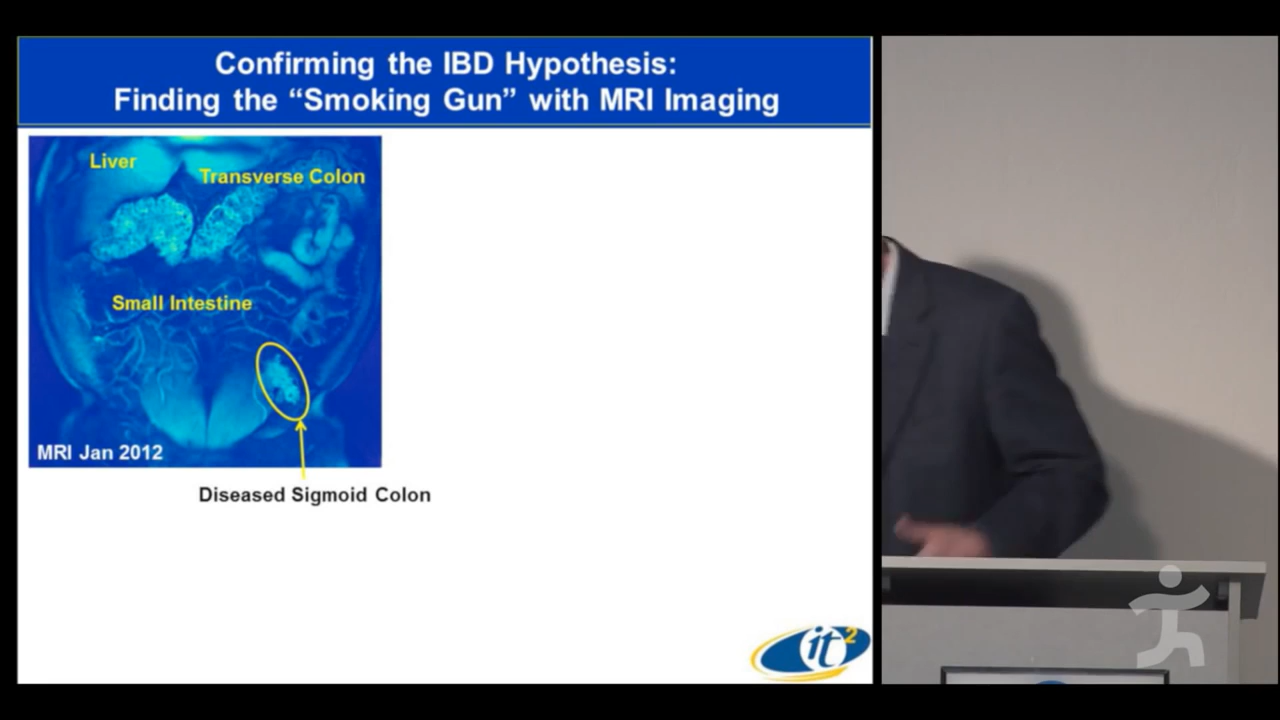 Confirming the IBD Hypothesis:
Finding the “Smoking Gun” with MRI Imaging
Liver
Transverse Colon
Small Intestine
MRI Jan 2012
Diseased Sigmoid Colon
it2